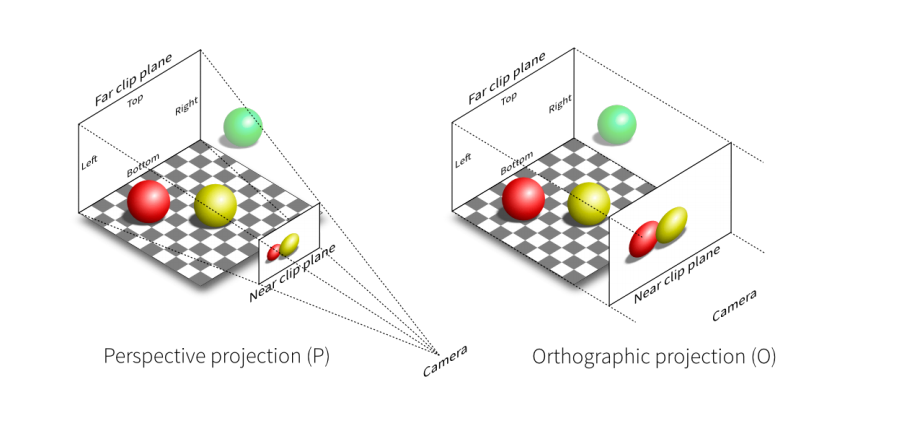 Far clip plane
Top
Right
Left
Bottom
Near clip plane
Camera
Perspective projection (P)
Far clip plane
Top
Right
Left
Bottom
Near clip plane
Camera
Orthographic projection (O)